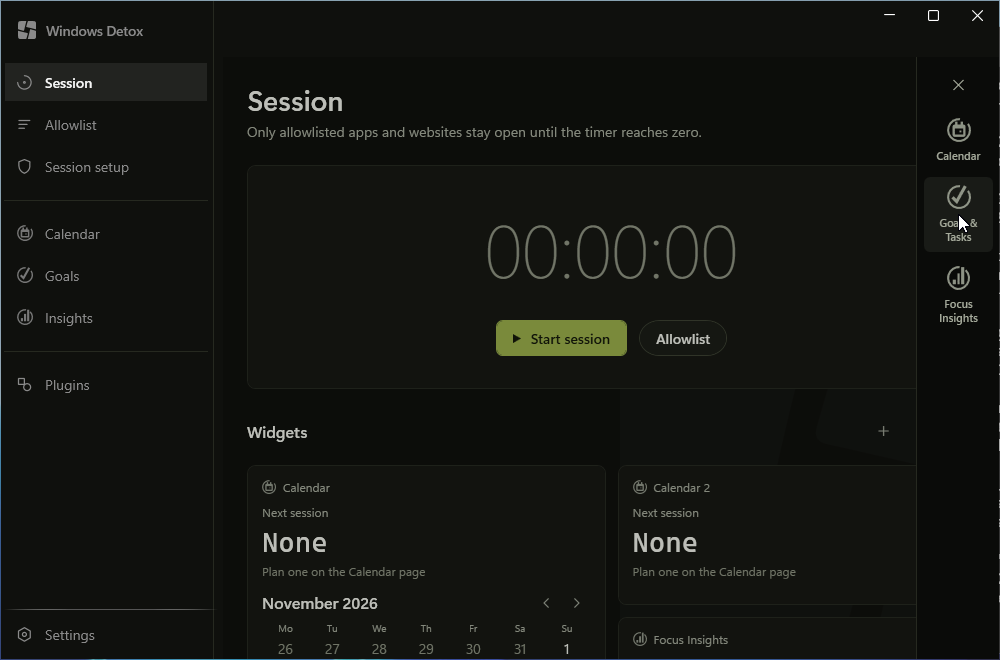 Windows Detox
Session
Allowlist
Session setup
Calendar
Goals
Insights
Plugins
Settings
Session
Only allowlisted apps and websites stay open until the timer reaches zero.
00:00:00
Start session
Allowlist
Widgets
Calendar
Next session
None
Plan one on the Calendar page
November 2026
Mo Tu We Th Fr Sa Su
26 27 28 29 30 31 1
Calendar 2
Next session
None
Plan one on the Calendar page
Focus Insights
Calendar
Goals &
Tasks
Focus
Insights